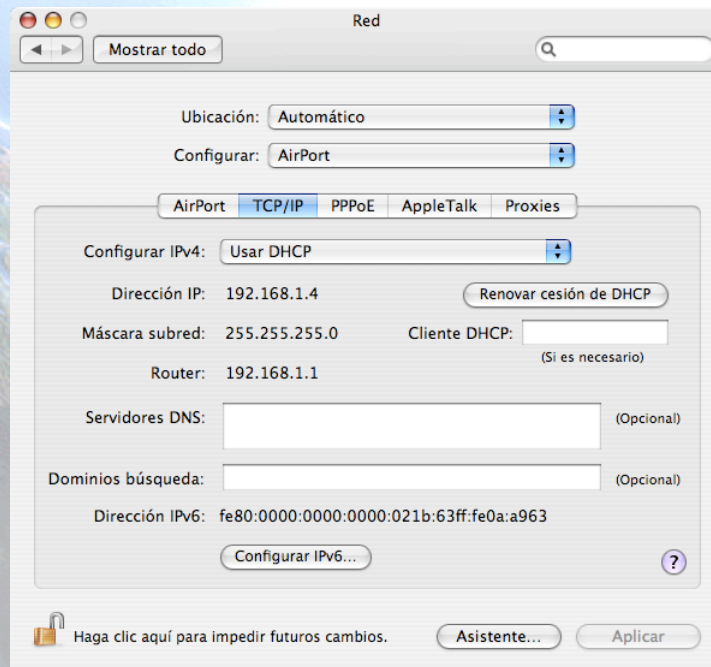 Red
Mostrar todo
Ubicación: Automático
Configurar: AirPort
AirPort TCP/IP PPPoE AppleTalk Proxies
Configurar IPv4: Usar DHCP
Dirección IP: 192.168.1.4 Renovar cesión de DHCP
Máscara subred: 255.255.255.0 Cliente DHCP:
(Si es necesario)
Router: 192.168.1.1
Servidores DNS: (Opcional)
Dominios búsqueda: (Opcional)
Dirección IPv6: fe80:0000:0000:0000:021b:63ff:fe0a:a963
Configurar IPv6...
?
Haga clic aquí para impedir futuros cambios. Asistente... Aplicar